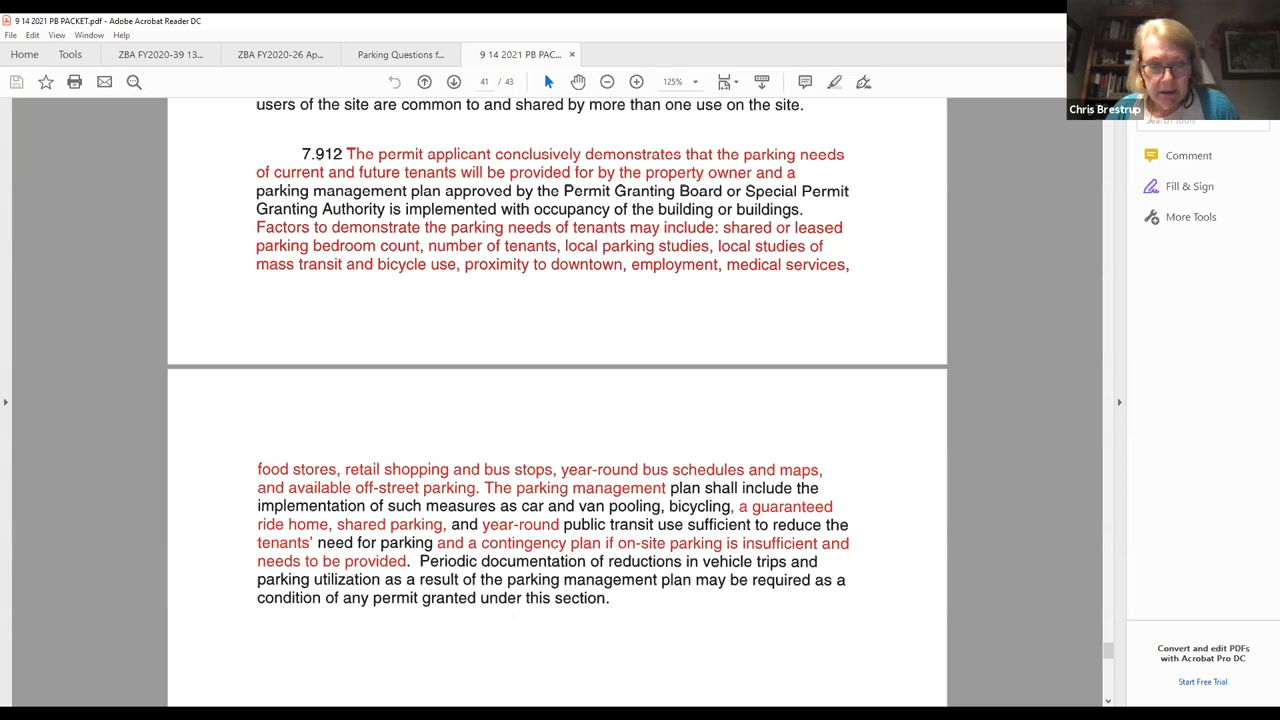 9 14 2021 PB PACKET.pdf - Adobe Acrobat Reader DC
File Edit View Window Help
Home Tools ZBA FY2020-39 13... ZBA FY2020-26 Ap... Parking Questions f... 9 14 2021 PB PAC... ×
41 / 43 125%
Chris Brestrup
Search tools
Comment
Fill & Sign
More Tools
users of the site are common to and shared by more than one use on the site.
7.912 The permit applicant conclusively demonstrates that the parking needs
of current and future tenants will be provided for by the property owner and a
parking management plan approved by the Permit Granting Board or Special Permit
Granting Authority is implemented with occupancy of the building or buildings.
Factors to demonstrate the parking needs of tenants may include: shared or leased
parking bedroom count, number of tenants, local parking studies, local studies of
mass transit and bicycle use, proximity to downtown, employment, medical services,
food stores, retail shopping and bus stops, year-round bus schedules and maps,
and available off-street parking. The parking management plan shall include the
implementation of such measures as car and van pooling, bicycling, a guaranteed
ride home, shared parking, and year-round public transit use sufficient to reduce the
tenants' need for parking and a contingency plan if on-site parking is insufficient and
needs to be provided. Periodic documentation of reductions in vehicle trips and
parking utilization as a result of the parking management plan may be required as a
condition of any permit granted under this section.
Convert and edit PDFs
with Acrobat Pro DC
Start Free Trial